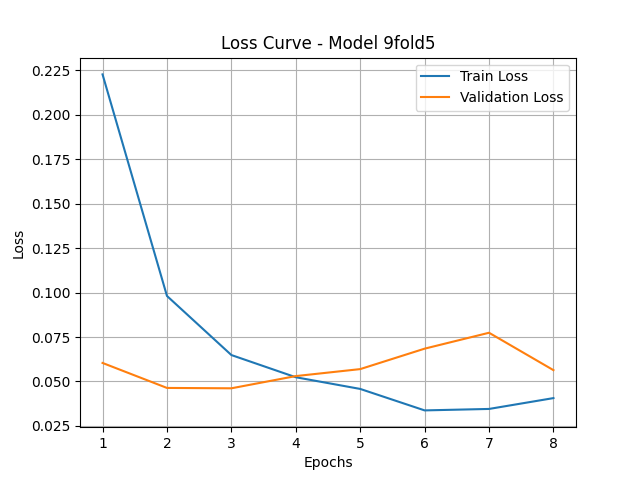 Loss Curve - Model 9fold5
Train Loss
Validation Loss
0.225
0.200
0.175
0.150
0.125
0.100
0.075
0.050
0.025
Loss
1 2 3 4 5 6 7 8
Epochs